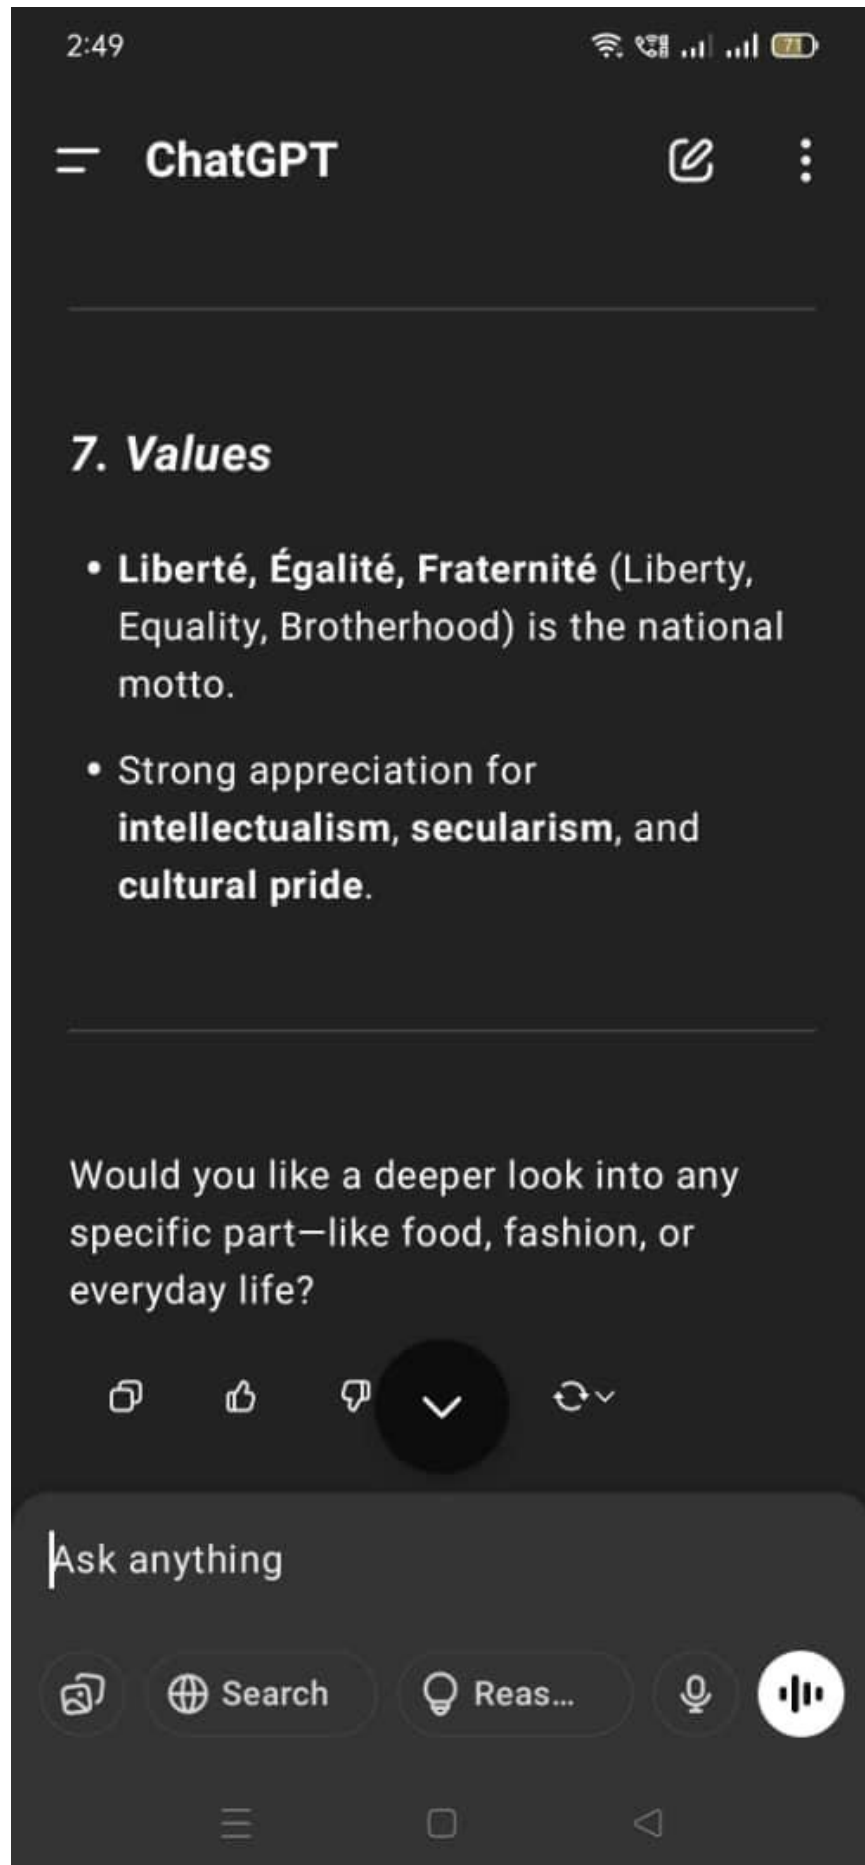 2:49
71
ChatGPT
7. Values
• Liberté, Égalité, Fraternité (Liberty,
Equality, Brotherhood) is the national
motto.
• Strong appreciation for
intellectualism, secularism, and
cultural pride.
Would you like a deeper look into any
specific part—like food, fashion, or
everyday life?
Ask anything
Search Reas...